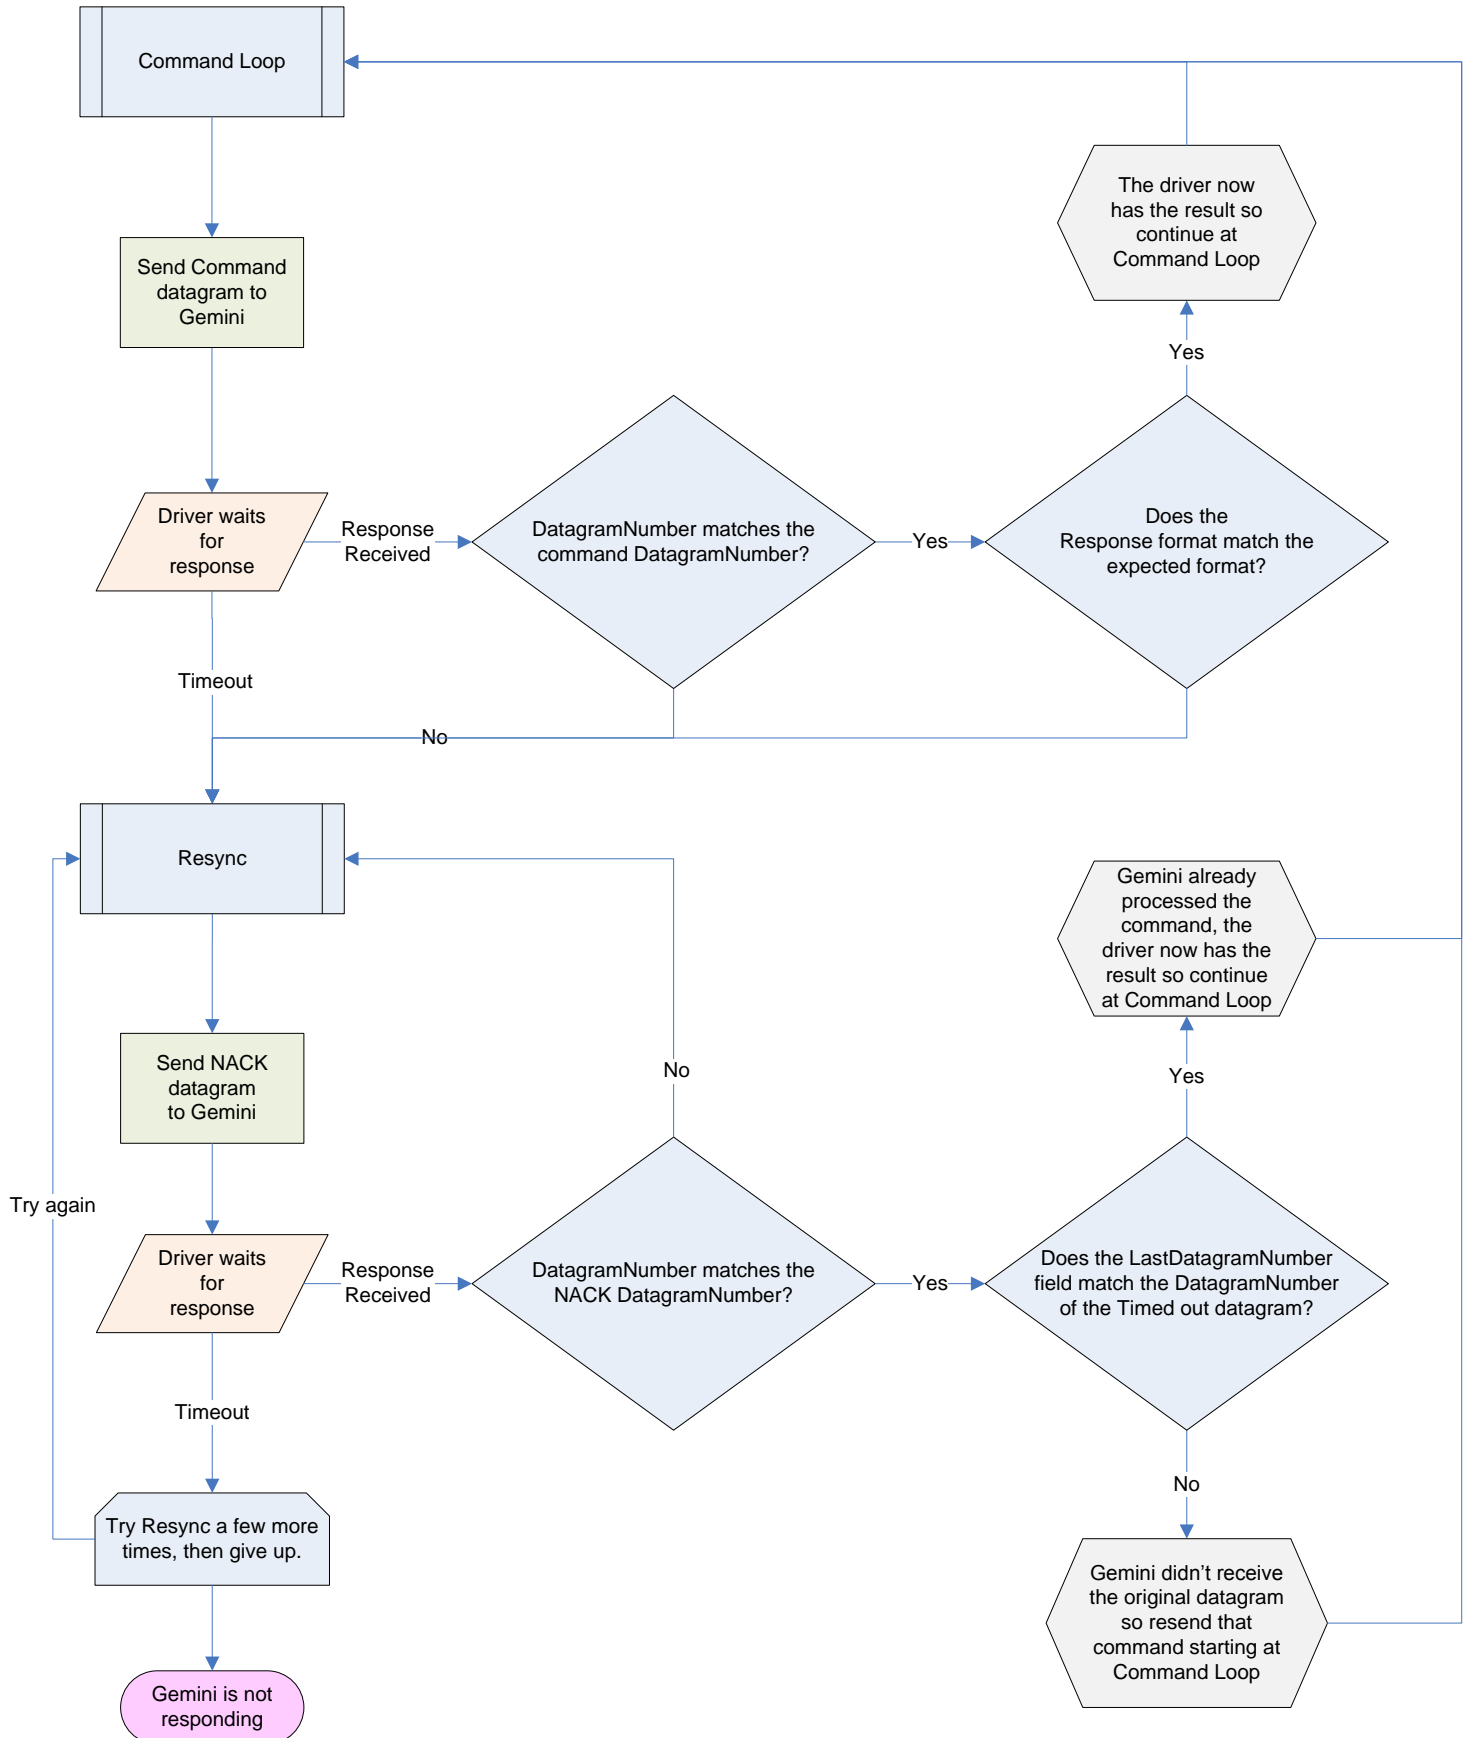 Command Loop
The driver now
has the result so
continue at
Command Loop
Send Command
datagram to
Gemini
Yes
Driver waits
for
response
Response
Received
DatagramNumber matches the
command DatagramNumber?
Yes
Does the
Response format match the
expected format?
Timeout
No
Resync
Gemini already
processed the
command, the
driver now has the
result so continue
at Command Loop
Send NACK
datagram
to Gemini
No
Yes
Try again
Driver waits
for
response
Response
Received
DatagramNumber matches the
NACK DatagramNumber?
Yes
Does the LastDatagramNumber
field match the DatagramNumber
of the Timed out datagram?
Timeout
No
Try Resync a few more
times, then give up.
Gemini didn’t receive
the original datagram
so resend that
command starting at
Command Loop
Gemini is not
responding